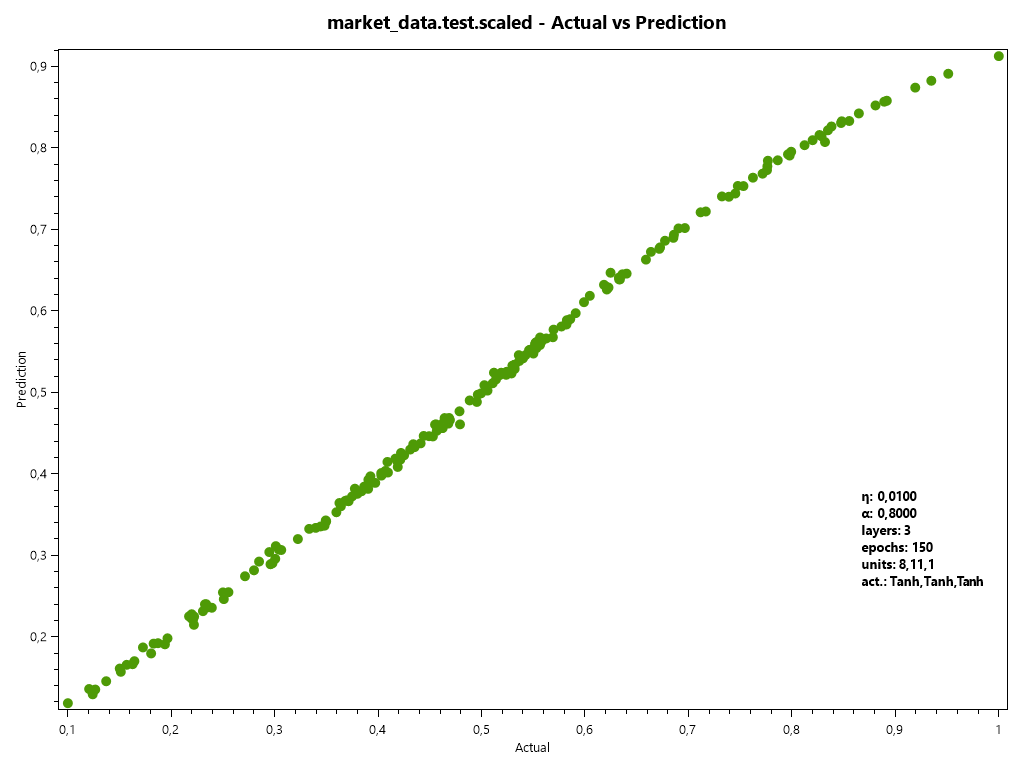 market_data.test.scaled - Actual vs Prediction
0,9
0,8
0,7
0,6
0,5
0,4
0,3
0,2
Prediction
η: 0,0100
α: 0,8000
layers: 3
epochs: 150
units: 8,11,1
act.: Tanh,Tanh,Tanh
0,1 0,2 0,3 0,4 0,5 0,6 0,7 0,8 0,9 1
Actual